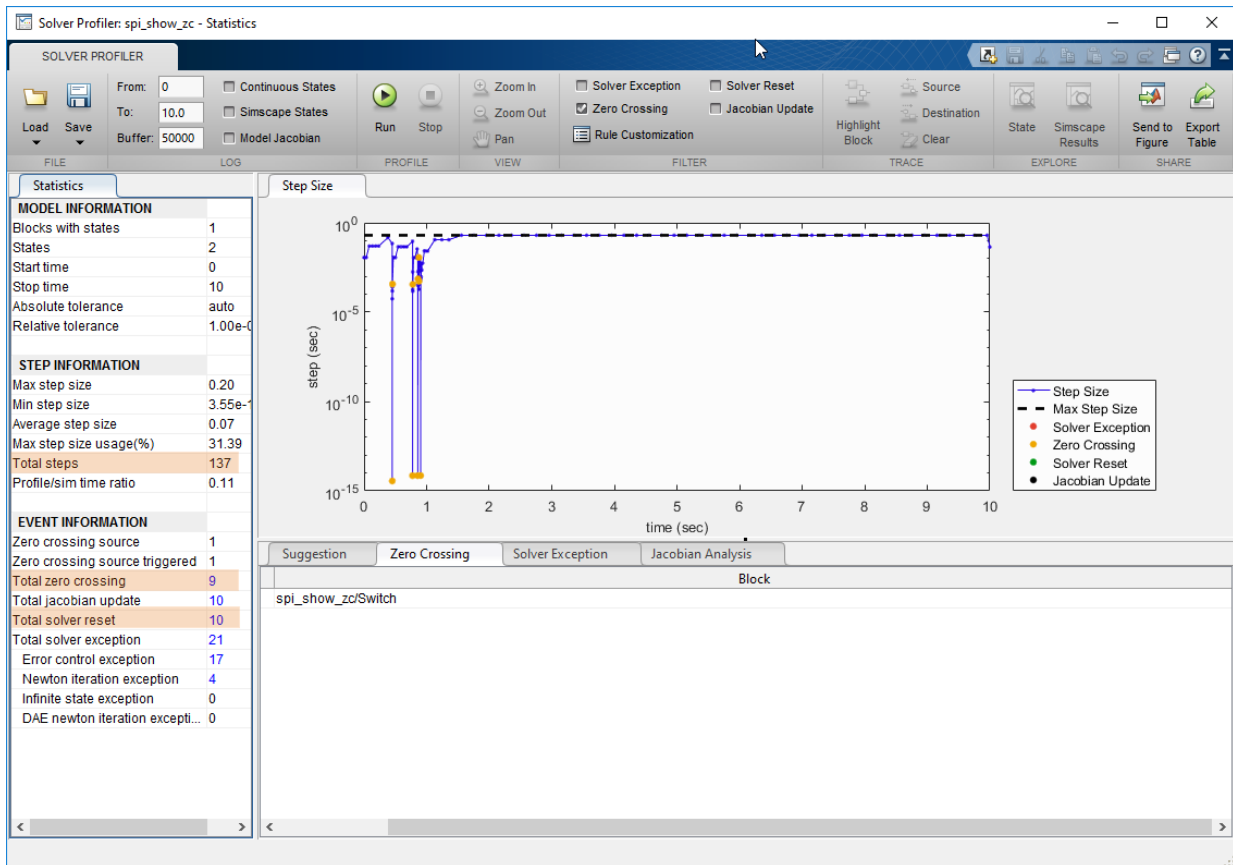 Solver Profiler: spi_show_zc - Statistics
SOLVER PROFILER
Load
Save
From: 0
To: 10.0
Buffer: 50000
Continuous States
Simscape States
Model Jacobian
Run
Stop
Zoom In
Zoom Out
Pan
Solver Exception
Zero Crossing
Rule Customization
Solver Reset
Jacobian Update
Highlight
Block
Source
Destination
Clear
State
Simscape
Results
Send to
Figure
Export
Table
FILE LOG PROFILE VIEW FILTER TRACE EXPLORE SHARE
Statistics
MODEL INFORMATION
Blocks with states 1
States 2
Start time 0
Stop time 10
Absolute tolerance auto
Relative tolerance 1.00e-0
STEP INFORMATION
Max step size 0.20
Min step size 3.55e-1
Average step size 0.07
Max step size usage(%) 31.39
Total steps 137
Profile/sim time ratio 0.11
EVENT INFORMATION
Zero crossing source 1
Zero crossing source triggered 1
Total zero crossing 9
Total jacobian update 10
Total solver reset 10
Total solver exception 21
Error control exception 17
Newton iteration exception 4
Infinite state exception 0
DAE newton iteration excepti... 0
Step Size
10^0
10^-5
10^-10
10^-15
step (sec)
0 1 2 3 4 5 6 7 8 9 10
time (sec)
Step Size
Max Step Size
Solver Exception
Zero Crossing
Solver Reset
Jacobian Update
Suggestion Zero Crossing Solver Exception Jacobian Analysis
Block
spi_show_zc/Switch